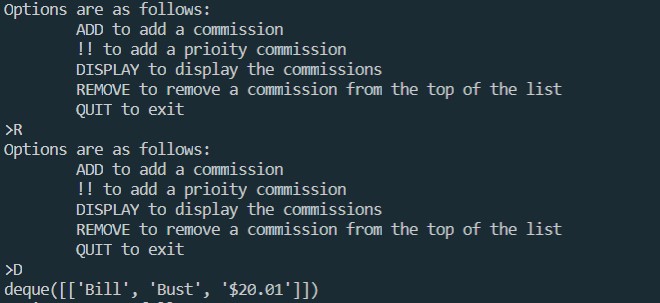 Options are as follows:
ADD to add a commission
!! to add a prioity commission
DISPLAY to display the commissions
REMOVE to remove a commission from the top of the list
QUIT to exit
>R
Options are as follows:
ADD to add a commission
!! to add a prioity commission
DISPLAY to display the commissions
REMOVE to remove a commission from the top of the list
QUIT to exit
>D
deque([['Bill', 'Bust', '$20.01']])